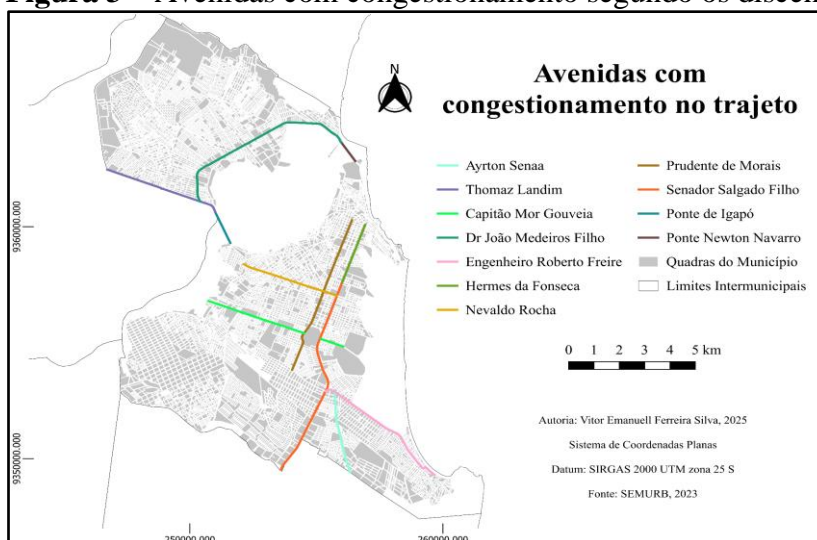 Figura 3 – Avenidas com congestionamento segundo os discen
N
Avenidas com
congestionamento no trajeto
Ayrton Senaa
Thomaz Landim
Capitão Mor Gouveia
Dr João Medeiros Filho
Engenheiro Roberto Freire
Hermes da Fonseca
Nevaldo Rocha
Prudente de Morais
Senador Salgado Filho
Ponte de Igapó
Ponte Newton Navarro
Quadras do Município
Limites Intermunicipais
0 1 2 3 4 5 km
Autoria: Vitor Emanuell Ferreira Silva, 2025
Sistema de Coordenadas Planas
Datum: SIRGAS 2000 UTM zona 25 S
Fonte: SEMURB, 2023
9360000.000
9350000.000
250000.000
260000.000